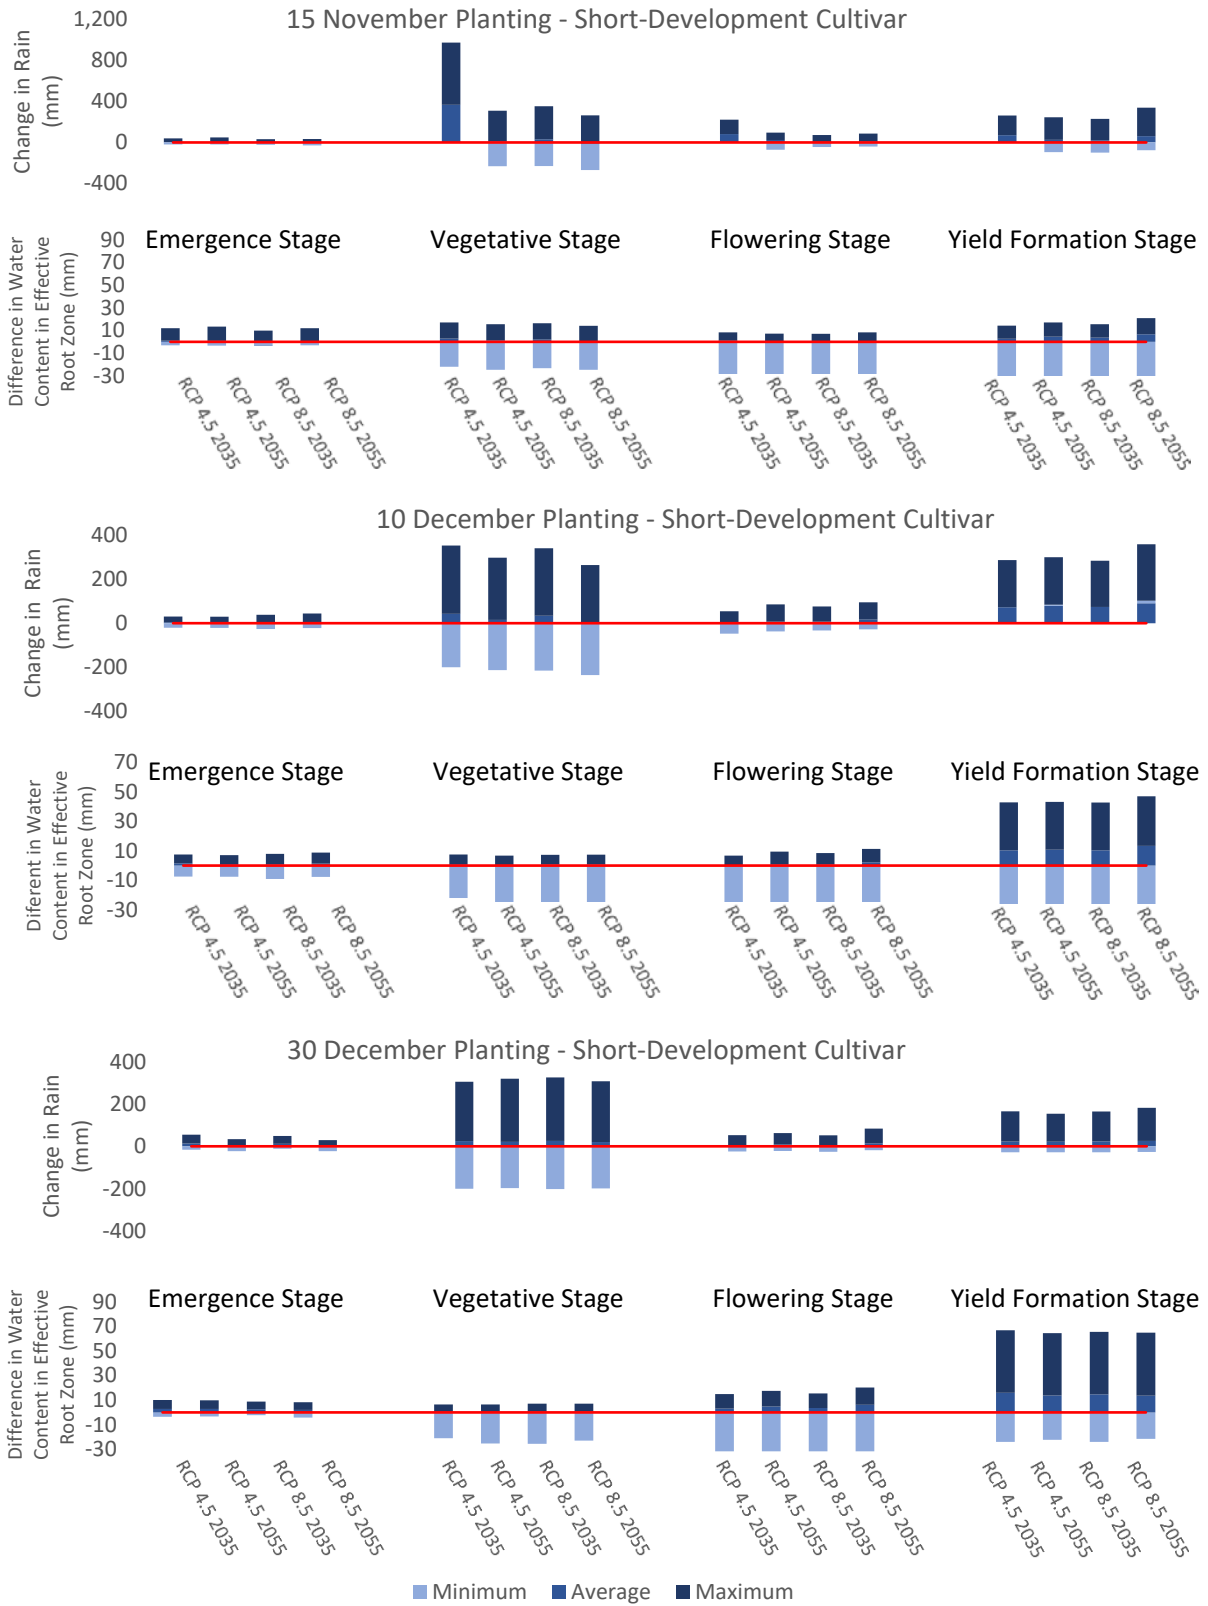 15 November Planting - Short-Development Cultivar
Change in Rain
(mm)
1,200
800
400
0
-400
Emergence Stage
Vegetative Stage
Flowering Stage
Yield Formation Stage
Difference in Water
Content in Effective
Root Zone (mm)
90
70
50
30
10
-10
-30
RCP 4.5 2035
RCP 4.5 2055
RCP 8.5 2035
RCP 8.5 2055
RCP 4.5 2035
RCP 4.5 2055
RCP 8.5 2035
RCP 8.5 2055
RCP 4.5 2035
RCP 4.5 2055
RCP 8.5 2035
RCP 8.5 2055
RCP 4.5 2035
RCP 4.5 2055
RCP 8.5 2035
RCP 8.5 2055
10 December Planting - Short-Development Cultivar
Change in Rain
(mm)
400
200
0
-200
-400
Emergence Stage
Vegetative Stage
Flowering Stage
Yield Formation Stage
Diferent in Water
Content in Effective
Root Zone (mm)
70
50
30
10
-10
-30
RCP 4.5 2035
RCP 4.5 2055
RCP 8.5 2035
RCP 8.5 2055
RCP 4.5 2035
RCP 4.5 2055
RCP 8.5 2035
RCP 8.5 2055
RCP 4.5 2035
RCP 4.5 2055
RCP 8.5 2035
RCP 8.5 2055
RCP 4.5 2035
RCP 4.5 2055
RCP 8.5 2035
RCP 8.5 2055
30 December Planting - Short-Development Cultivar
Change in Rain
(mm)
400
200
0
-200
-400
Emergence Stage
Vegetative Stage
Flowering Stage
Yield Formation Stage
Difference in Water
Content in Effective
Root Zone (mm)
90
70
50
30
10
-10
-30
RCP 4.5 2035
RCP 4.5 2055
RCP 8.5 2035
RCP 8.5 2055
RCP 4.5 2035
RCP 4.5 2055
RCP 8.5 2035
RCP 8.5 2055
RCP 4.5 2035
RCP 4.5 2055
RCP 8.5 2035
RCP 8.5 2055
RCP 4.5 2035
RCP 4.5 2055
RCP 8.5 2035
RCP 8.5 2055
Minimum Average Maximum